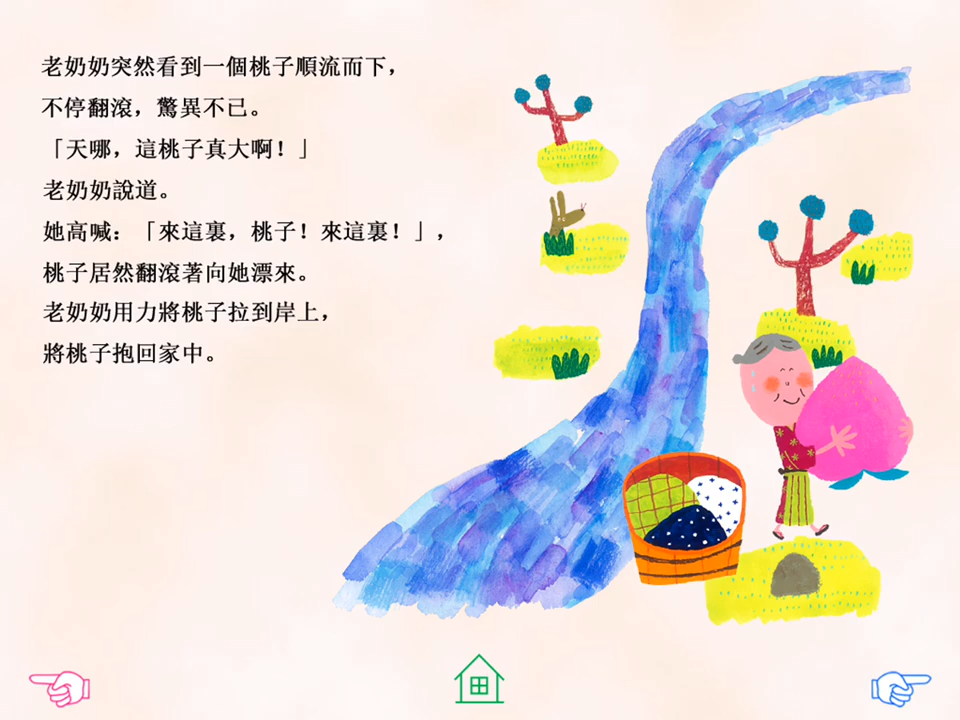 老奶奶突然看到一個桃子順流而下，
不停翻滾，驚異不已。
「天哪，這桃子真大啊！」
老奶奶說道。
她高喊：「來這裏，桃子！來這裏！」，
桃子居然翻滾著向她漂來。
老奶奶用力將桃子拉到岸上，
將桃子抱回家中。